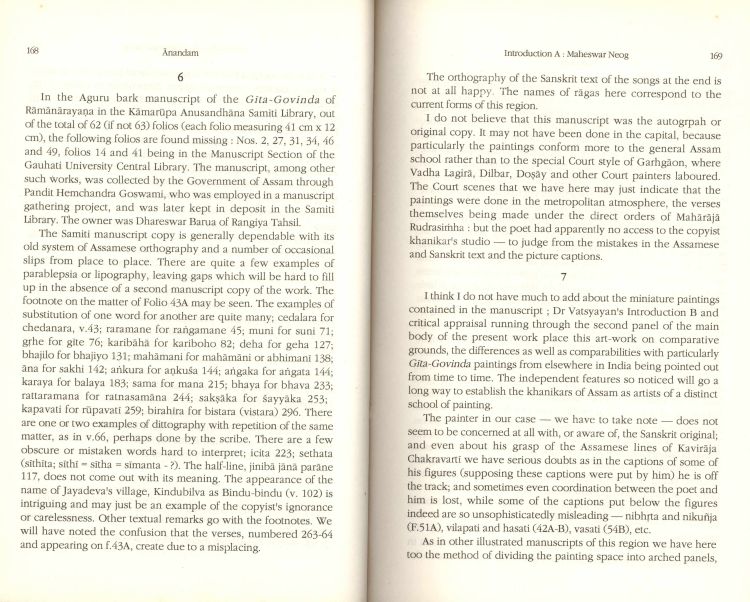 168
Ānandam
6
In the Aguru bark manuscript of the Gita-Govinda of
Rāmānārayaṇa in the Kāmarūpa Anusandhāna Samiti Library, out
of the total of 62 (if not 63) folios (each folio measuring 41 cm x 12
cm), the following folios are found missing : Nos. 2, 27, 31, 34, 46
and 49, folios 14 and 41 being in the Manuscript Section of the
Gauhati University Central Library. The manuscript, among other
such works, was collected by the Government of Assam through
Pandit Hemchandra Goswami, who was employed in a manuscript
gathering project, and was later kept in deposit in the Samiti
Library. The owner was Dhareswar Barua of Rangiya Tahsil.
The Samiti manuscript copy is generally dependable with its
old system of Assamese orthography and a number of occasional
slips from place to place. There are quite a few examples of
parablepsia or lipography, leaving gaps which will be hard to fill
up in the absence of a second manuscript copy of the work. The
footnote on the matter of Folio 43A may be seen. The examples of
substitution of one word for another are quite many; cedalara for
chedanara, v.43; raramane for raṅgamane 45; muni for suni 71;
gṛhe for gite 76; karibāhā for kariboho 82; deha for geha 127;
bhajilo for bhajiyo 131; mahāmani for mahāmāni or abhimani 138;
āna for sakhi 142; aṅkura for aṇkuśa 144; aṅgaka for aṅgata 144;
karaya for balaya 183; sama for mana 215; bhaya for bhava 233;
rattaramana for ratnasamāna 244; sakṣāka for śayyāka 253;
kapavati for rūpavati 259; birahīra for bistara (vistara) 296. There
are one or two examples of dittography with repetition of the same
matter, as in v.66, perhaps done by the scribe. There are a few
obscure or mistaken words hard to interpret; icita 223; sethata
(sīthīta; sīthī = sitha = simanta - ?). The half-line, jinibā jānā parāne
117, does not come out with its meaning. The appearance of the
name of Jayadeva's village, Kindubilva as Bindu-bindu (v. 102) is
intriguing and may just be an example of the copyist's ignorance
or carelessness. Other textual remarks go with the footnotes. We
will have noted the confusion that the verses, numbered 263-64
and appearing on f.43A, create due to a misplacing.
Introduction A : Maheswar Neog
169
The orthography of the Sanskrit text of the songs at the end is
not at all happy. The names of rāgas here correspond to the
current forms of this region.
I do not believe that this manuscript was the autogrpah or
original copy. It may not have been done in the capital, because
particularly the paintings conform more to the general Assam
school rather than to the special Court style of Garhgāon, where
Vadha Lagirā, Dilbar, Doṣāy and other Court painters laboured.
The Court scenes that we have here may just indicate that the
paintings were done in the metropolitan atmosphere, the verses
themselves being made under the direct orders of Mahārājā
Rudrasiṁha : but the poet had apparently no access to the copyist
khanikar's studio — to judge from the mistakes in the Assamese
and Sanskrit text and the picture captions.
7
I think I do not have much to add about the miniature paintings
contained in the manuscript ; Dr Vatsyayan's Introduction B and
critical appraisal running through the second panel of the main
body of the present work place this art-work on comparative
grounds, the differences as well as comparabilities with particularly
Gita-Govinda paintings from elsewhere in India being pointed out
from time to time. The independent features so noticed will go a
long way to establish the khanikars of Assam as artists of a distinct
school of painting.
The painter in our case — we have to take note — does not
seem to be concerned at all with, or aware of, the Sanskrit original;
and even about his grasp of the Assamese lines of Kavirāja
Chakravarti we have serious doubts as in the captions of some of
his figures (supposing these captions were put by him) he is off
the track; and sometimes even coordination between the poet and
him is lost, while some of the captions put below the figures
indeed are so unsophisticatedly misleading — nibhṛta and nikuñja
(F.51A), vilapati and hasati (42A-B), vasati (54B), etc.
As in other illustrated manuscripts of this region we have here
too the method of dividing the painting space into arched panels,